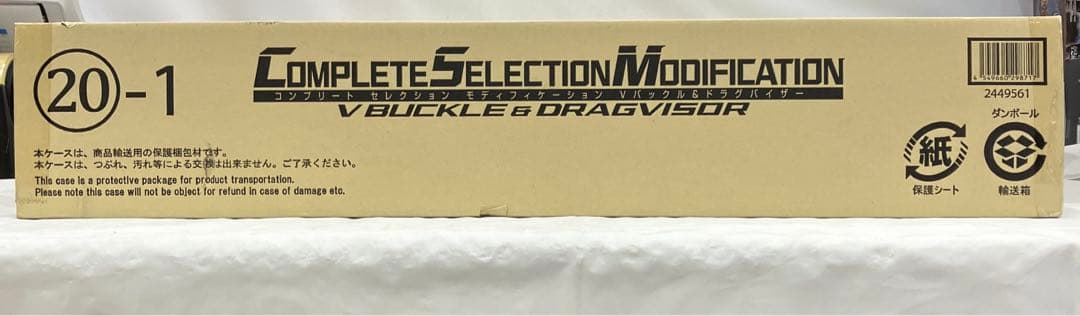 20-1
COMPLETE SELECTION MODIFICATION
コンプリート セレクション モディフィケーション Vバックル&ドラグバイザー
V BUCKLE & DRAGVISOR
本ケースは、商品輸送用の保護梱包材です。
本ケースは、つぶれ、汚れ等による交換は出来ません。ご了承ください。
This case is a protective package for product transportation.
Please note this case will not be object for refund in case of damage etc.
4549660298717
2449561
紙
保護シート
ダンボール
輸送箱